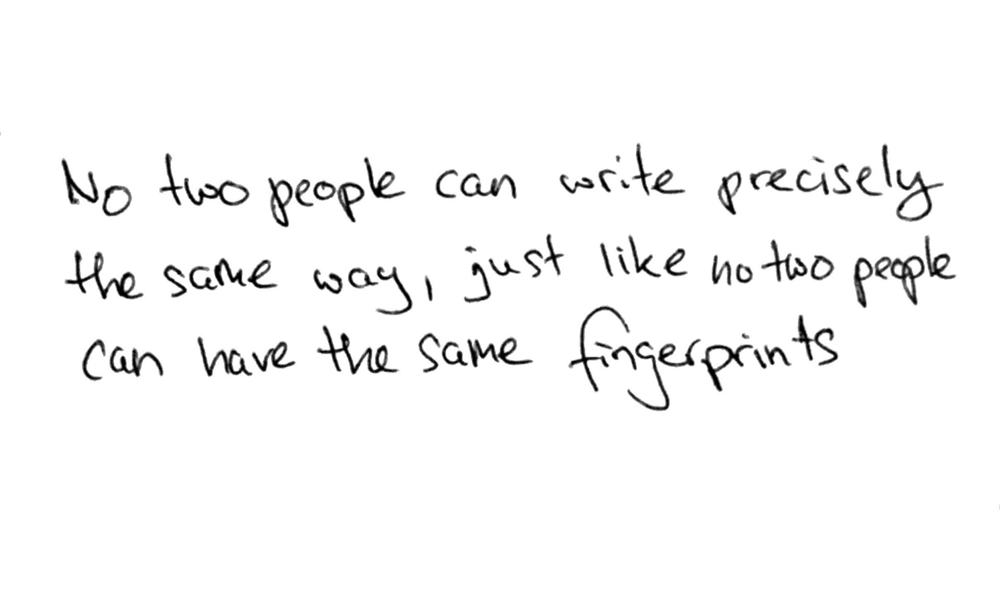 No two people can write precisely
the same way, just like no two people
can have the same fingerprints